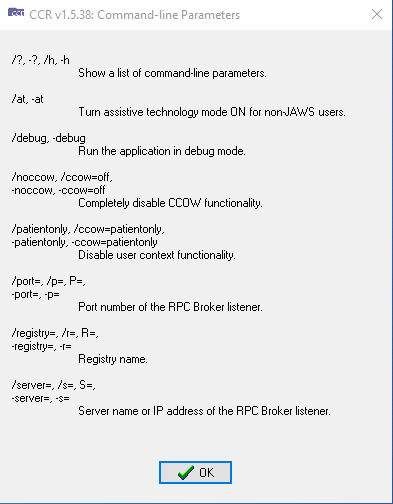 CCR
CCR v1.5.38: Command-line Parameters
/?, -?, /h, -h
Show a list of command-line parameters.
/at, -at
Turn assistive technology mode ON for non-JAWS users.
/debug, -debug
Run the application in debug mode.
/noccow, /ccow=off,
-noccow, -ccow=off
Completely disable CCOW functionality.
/patientonly, /ccow=patientonly,
-patientonly, -ccow=patientonly
Disable user context functionality.
/port=, /p=, P=,
-port=, -p=
Port number of the RPC Broker listener.
/registry=, /r=, R=,
-registry=, -r=
Registry name.
/server=, /s=, S=,
-server=, -s=
Server name or IP address of the RPC Broker listener.
OK